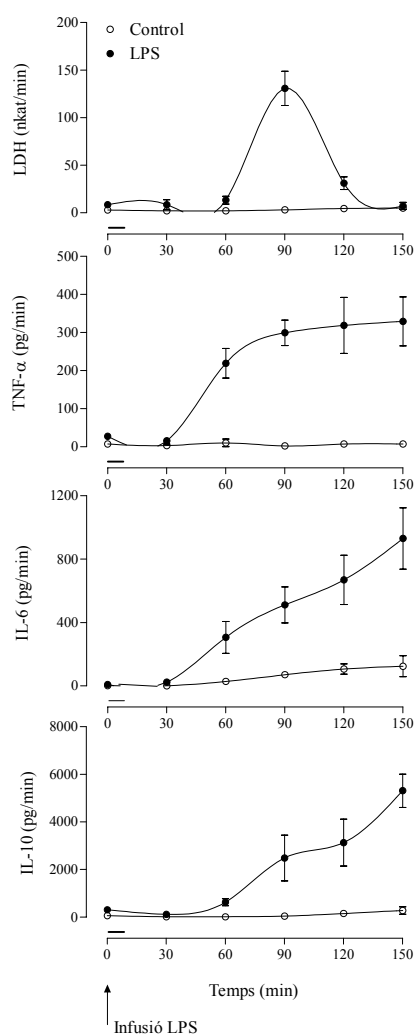 Control
LPS
LDH (nkat/min)
200
150
100
50
0
0 30 60 90 120 150
TNF-α (pg/min)
500
400
300
200
100
0
0 30 60 90 120 150
IL-6 (pg/min)
1200
800
400
0
0 30 60 90 120 150
IL-10 (pg/min)
8000
6000
4000
2000
0
0 30 60 90 120 150
Temps (min)
Infusió LPS